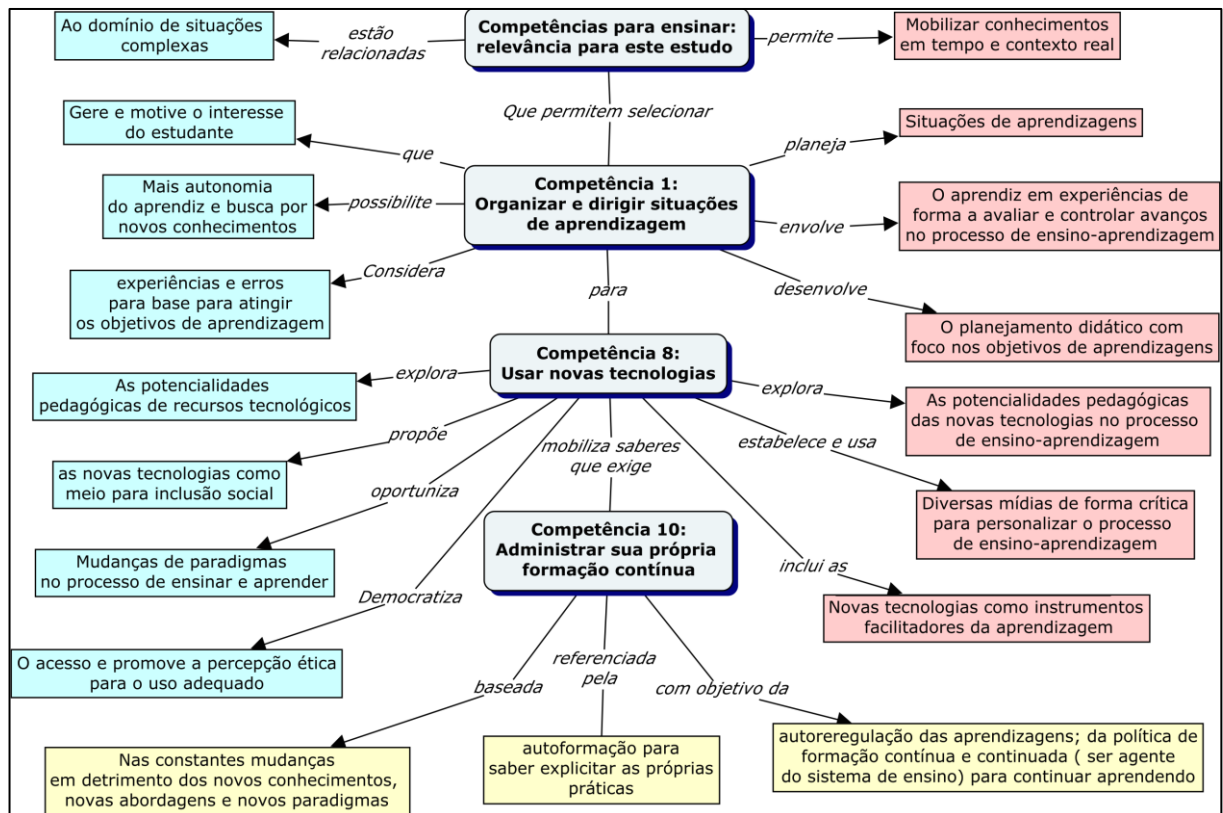 Ao domínio de situações
complexas
estão
relacionadas
Competências para ensinar:
relevância para este estudo
permite
Mobilizar conhecimentos
em tempo e contexto real
Que permitem selecionar
Gere e motive o interesse
do estudante
que
Situações de aprendizagens
planeja
Mais autonomia
do aprendiz e busca por
novos conhecimentos
possibilite
Competência 1:
Organizar e dirigir situações
de aprendizagem
envolve
O aprendiz em experiências de
forma a avaliar e controlar avanços
no processo de ensino-aprendizagem
experiências e erros
para base para atingir
os objetivos de aprendizagem
Considera
para
desenvolve
O planejamento didático com
foco nos objetivos de aprendizagens
As potencialidades
pedagógicas de recursos tecnológicos
explora
Competência 8:
Usar novas tecnologias
explora
As potencialidades pedagógicas
das novas tecnologias no processo
de ensino-aprendizagem
propõe
as novas tecnologias como
meio para inclusão social
mobiliza saberes
que exige
estabelece e usa
Diversas mídias de forma crítica
para personalizar o processo
de ensino-aprendizagem
oportuniza
Mudanças de paradigmas
no processo de ensinar e aprender
Competência 10:
Administrar sua própria
formação contínua
inclui as
Novas tecnologias como instrumentos
facilitadores da aprendizagem
Democratiza
O acesso e promove a percepção ética
para o uso adequado
baseada
referenciada
pela
com objetivo da
Nas constantes mudanças
em detrimento dos novos conhecimentos,
novas abordagens e novos paradigmas
autoformação para
saber explicitar as próprias
práticas
autoreregulação das aprendizagens; da política de
formação contínua e continuada ( ser agente
do sistema de ensino) para continuar aprendendo